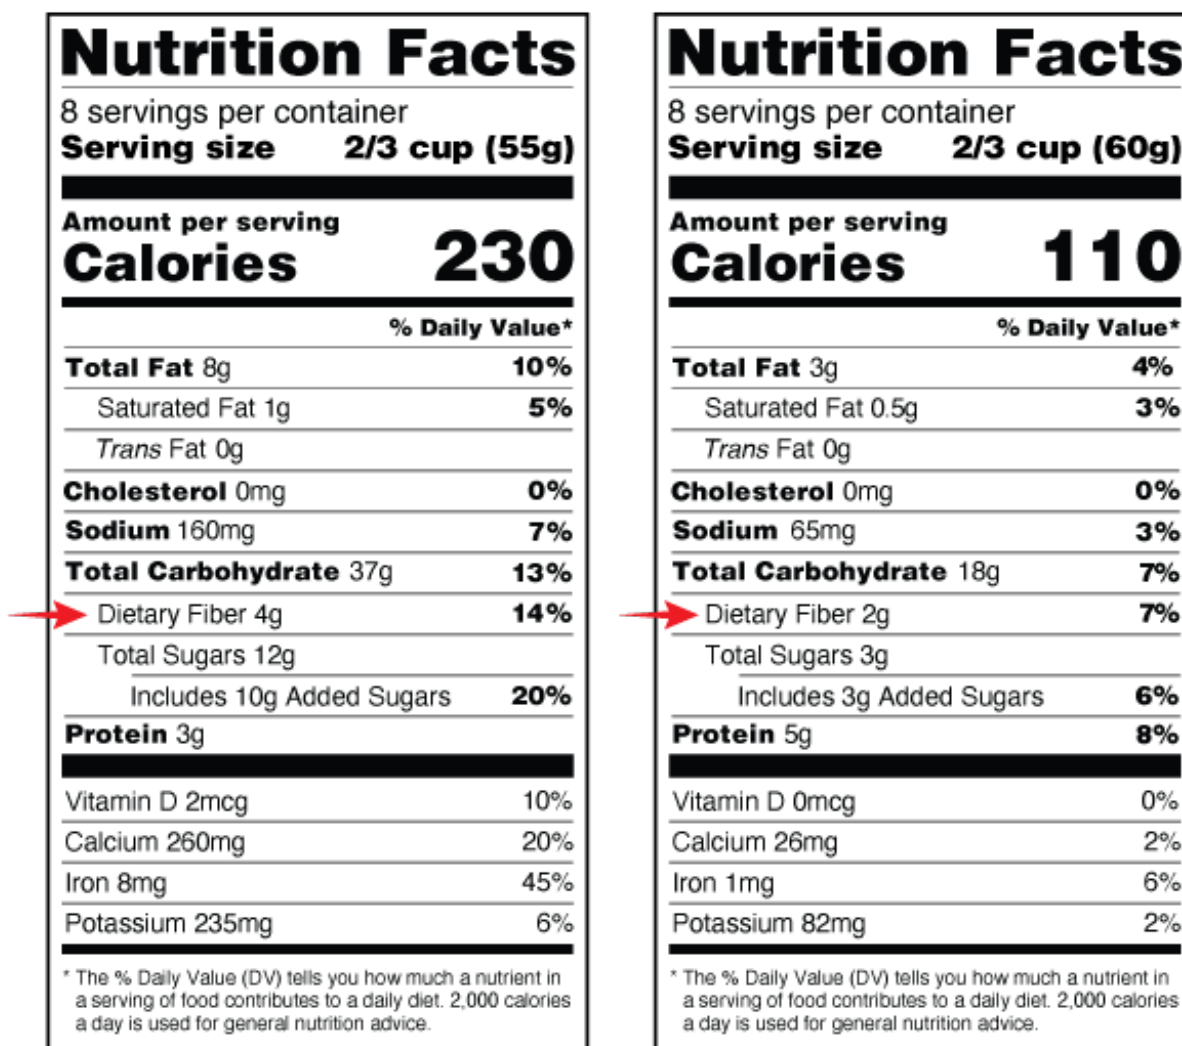 Nutrition Facts
8 servings per container
Serving size 2/3 cup (55g)
Amount per serving
Calories 230
% Daily Value*
Total Fat 8g 10%
Saturated Fat 1g 5%
Trans Fat 0g
Cholesterol 0mg 0%
Sodium 160mg 7%
Total Carbohydrate 37g 13%
Dietary Fiber 4g 14%
Total Sugars 12g
Includes 10g Added Sugars 20%
Protein 3g
Vitamin D 2mcg 10%
Calcium 260mg 20%
Iron 8mg 45%
Potassium 235mg 6%
* The % Daily Value (DV) tells you how much a nutrient in
a serving of food contributes to a daily diet. 2,000 calories
a day is used for general nutrition advice.
Nutrition Facts
8 servings per container
Serving size 2/3 cup (60g)
Amount per serving
Calories 110
% Daily Value*
Total Fat 3g 4%
Saturated Fat 0.5g 3%
Trans Fat 0g
Cholesterol 0mg 0%
Sodium 65mg 3%
Total Carbohydrate 18g 7%
Dietary Fiber 2g 7%
Total Sugars 3g
Includes 3g Added Sugars 6%
Protein 5g 8%
Vitamin D 0mcg 0%
Calcium 26mg 2%
Iron 1mg 6%
Potassium 82mg 2%
* The % Daily Value (DV) tells you how much a nutrient in
a serving of food contributes to a daily diet. 2,000 calories
a day is used for general nutrition advice.